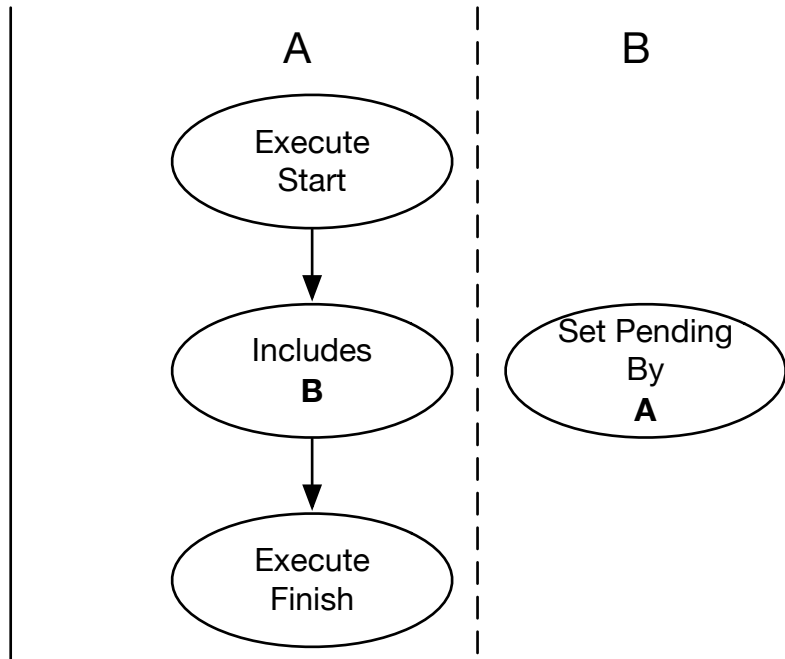 A
B
Execute
Start
Includes
B
Set Pending
By
A
Execute
Finish